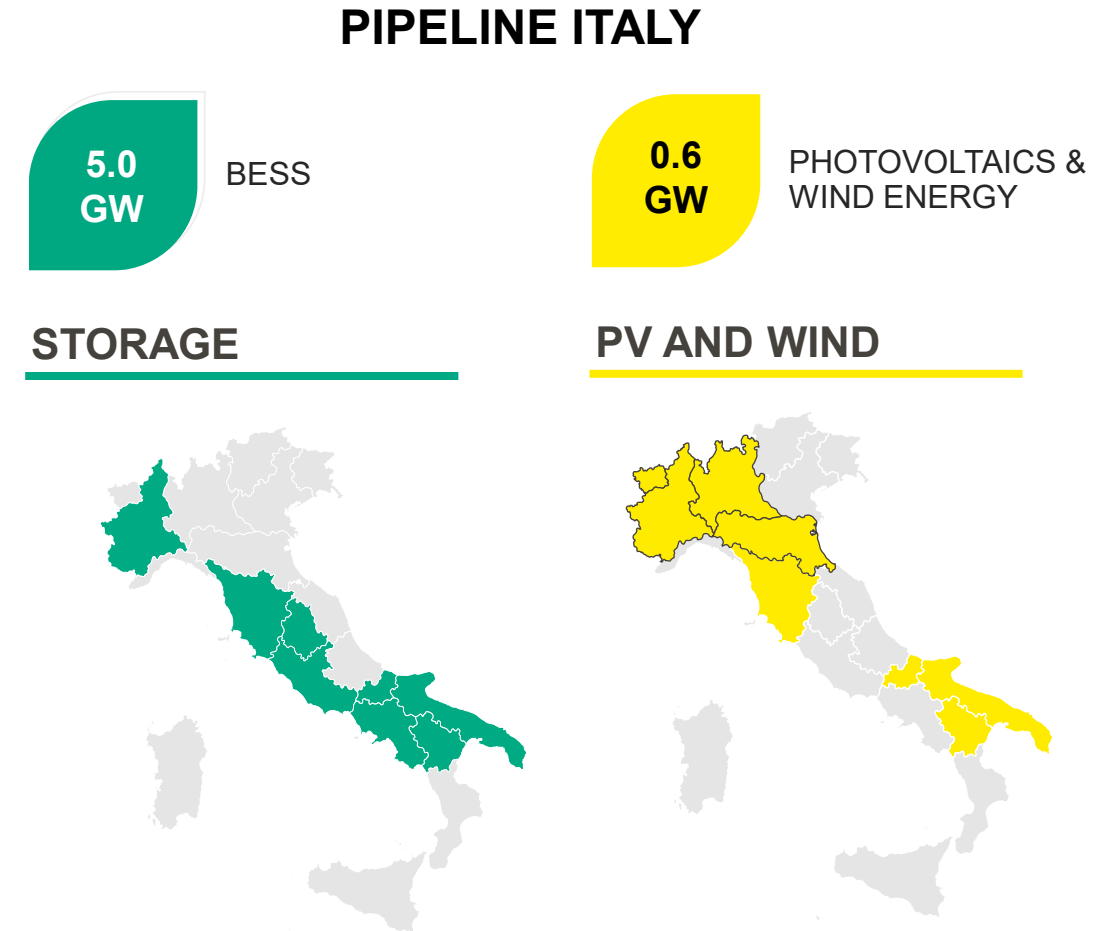 PIPELINE ITALY
5.0
GW
BESS
0.6
GW
PHOTOVOLTAICS &
WIND ENERGY
STORAGE
PV AND WIND